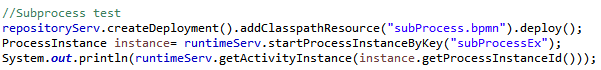 //Subprocess test
repositoryServ.createDeployment().addClasspathResource("subProcess.bpmn").deploy();
ProcessInstance instance= runtimeServ.startProcessInstanceByKey("subProcessEx");
System.out.println(runtimeServ.getActivityInstance(instance.getProcessInstanceId()));